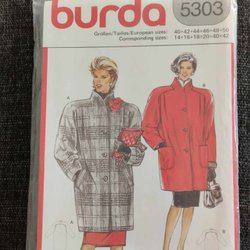 burda
5303
Größen/Tailles/European sizes: 40•42•44•46•48•50
Corresponding sizes: 14•16•18•20•40•42
A
B